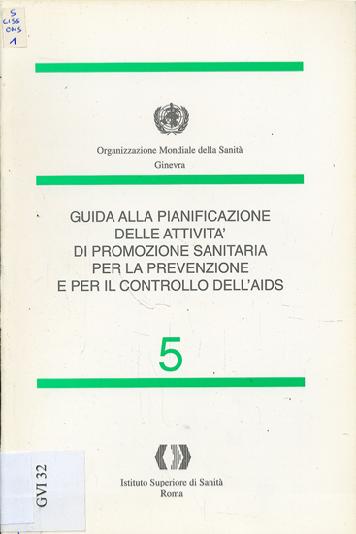 S
CISS
OMS
1
Organizzazione Mondiale della Sanità
Ginevra
GUIDA ALLA PIANIFICAZIONE
DELLE ATTIVITA'
DI PROMOZIONE SANITARIA
PER LA PREVENZIONE
E PER IL CONTROLLO DELL'AIDS
5
Istituto Superiore di Sanità
Roma
GVI 32